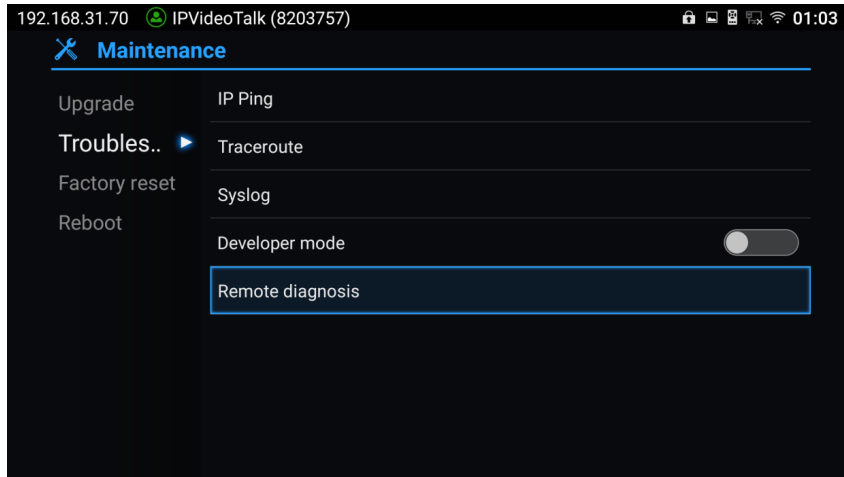 192.168.31.70 IPVideoTalk (8203757) 01:03
Maintenance
Upgrade
Troubles..
Factory reset
Reboot
IP Ping
Traceroute
Syslog
Developer mode
Remote diagnosis